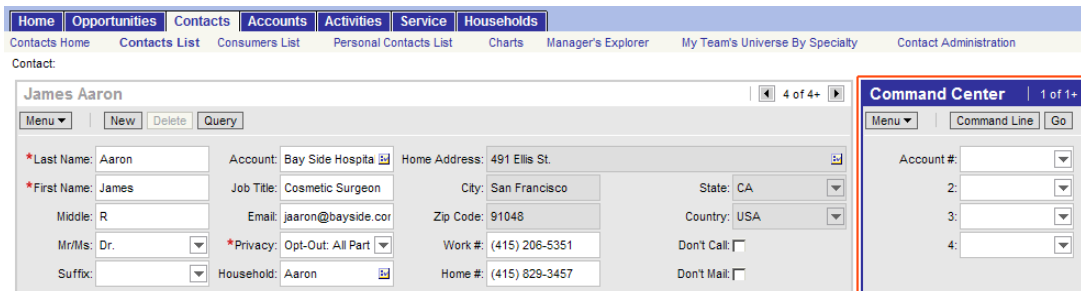 Home Opportunities Contacts Accounts Activities Service Households
Contacts Home Contacts List Consumers List Personal Contacts List Charts Manager's Explorer My Team's Universe By Specialty Contact Administration
Contact:
James Aaron 4 of 4+ Command Center 1 of 1+
Menu New Delete Query Menu Command Line Go
*Last Name: Aaron Account: Bay Side Hospita Home Address: 491 Ellis St. Account #:
*First Name: James Job Title: Cosmetic Surgeon City: San Francisco State: CA 2:
Middle: R Email: jaaron@bayside.cor Zip Code: 91048 Country: USA 3:
Mr/Ms: Dr. *Privacy: Opt-Out: All Part Work #: (415) 206-5351 Don't Call: 4:
Suffix: Household: Aaron Home #: (415) 829-3457 Don't Mail: